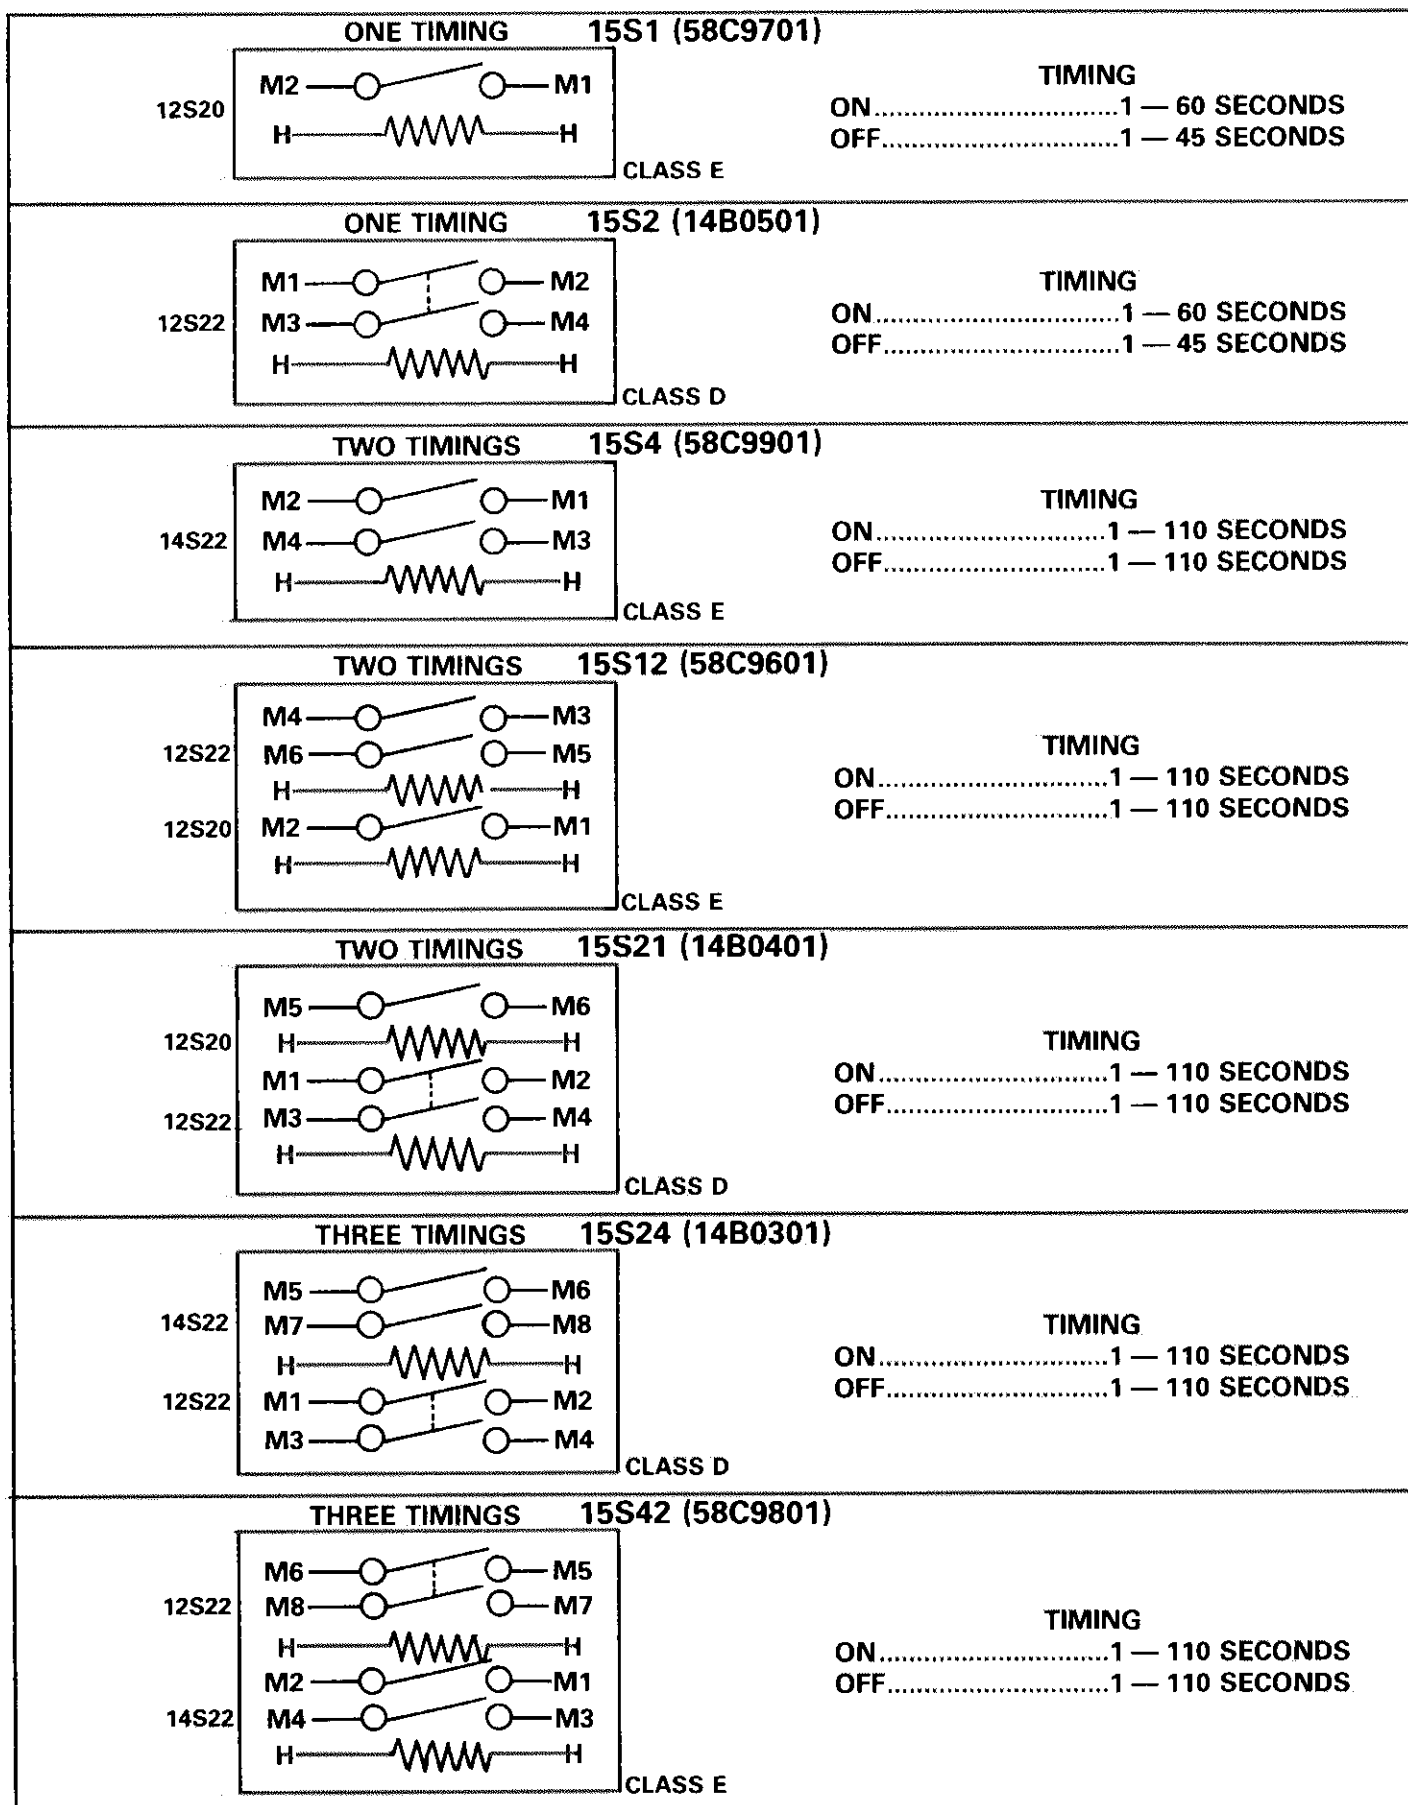 ONE TIMING 15S1 (58C9701)
M2 M1
12S20
H H
CLASS E
TIMING
ON..............................1 — 60 SECONDS
OFF.............................1 — 45 SECONDS
ONE TIMING 15S2 (14B0501)
M1 M2
12S22 M3 M4
H H
CLASS D
TIMING
ON..............................1 — 60 SECONDS
OFF.............................1 — 45 SECONDS
TWO TIMINGS 15S4 (58C9901)
M2 M1
14S22 M4 M3
H H
CLASS E
TIMING
ON............................1 — 110 SECONDS
OFF...........................1 — 110 SECONDS
TWO TIMINGS 15S12 (58C9601)
M4 M3
12S22 M6 M5
H H
12S20 M2 M1
H H
CLASS E
TIMING
ON............................1 — 110 SECONDS
OFF...........................1 — 110 SECONDS
TWO TIMINGS 15S21 (14B0401)
M5 M6
12S20 H H
M1 M2
12S22 M3 M4
H H
CLASS D
TIMING
ON............................1 — 110 SECONDS
OFF...........................1 — 110 SECONDS
THREE TIMINGS 15S24 (14B0301)
M5 M6
14S22 M7 M8
H H
12S22 M1 M2
M3 M4
CLASS D
TIMING
ON............................1 — 110 SECONDS
OFF...........................1 — 110 SECONDS
THREE TIMINGS 15S42 (58C9801)
M6 M5
12S22 M8 M7
H H
M2 M1
14S22 M4 M3
H H
CLASS E
TIMING
ON............................1 — 110 SECONDS
OFF...........................1 — 110 SECONDS